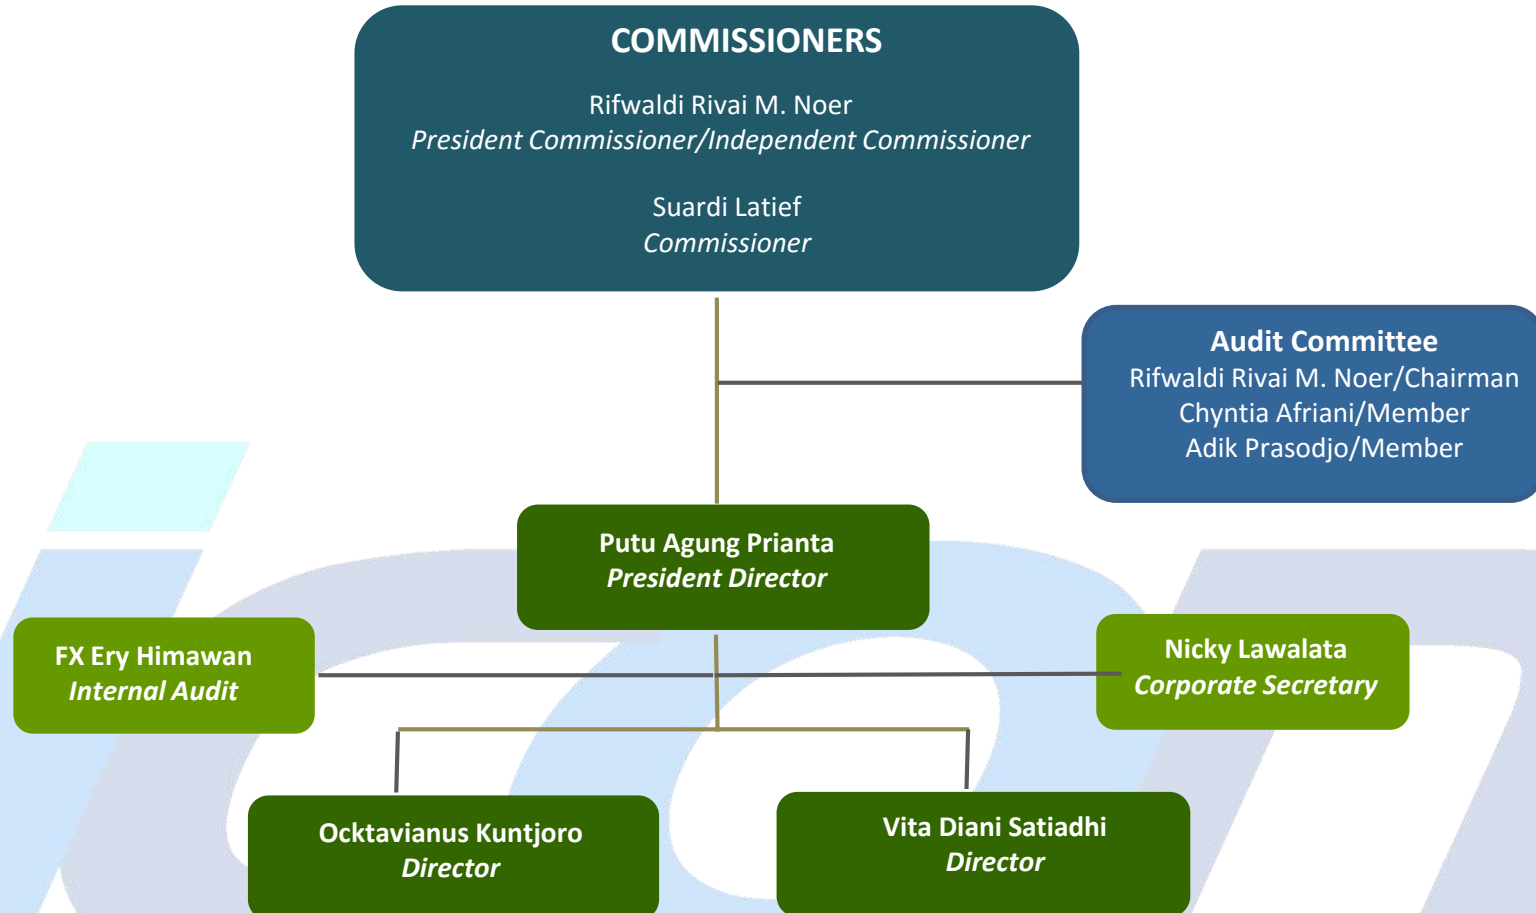 COMMISSIONERS
Rifwaldi Rivai M. Noer
President Commissioner/Independent Commissioner
Suardi Latief
Commissioner
Audit Committee
Rifwaldi Rivai M. Noer/Chairman
Chyntia Afriani/Member
Adik Prasodjo/Member
Putu Agung Prianta
President Director
FX Ery Himawan
Internal Audit
Nicky Lawalata
Corporate Secretary
Ocktavianus Kuntjoro
Director
Vita Diani Satiadhi
Director
icon